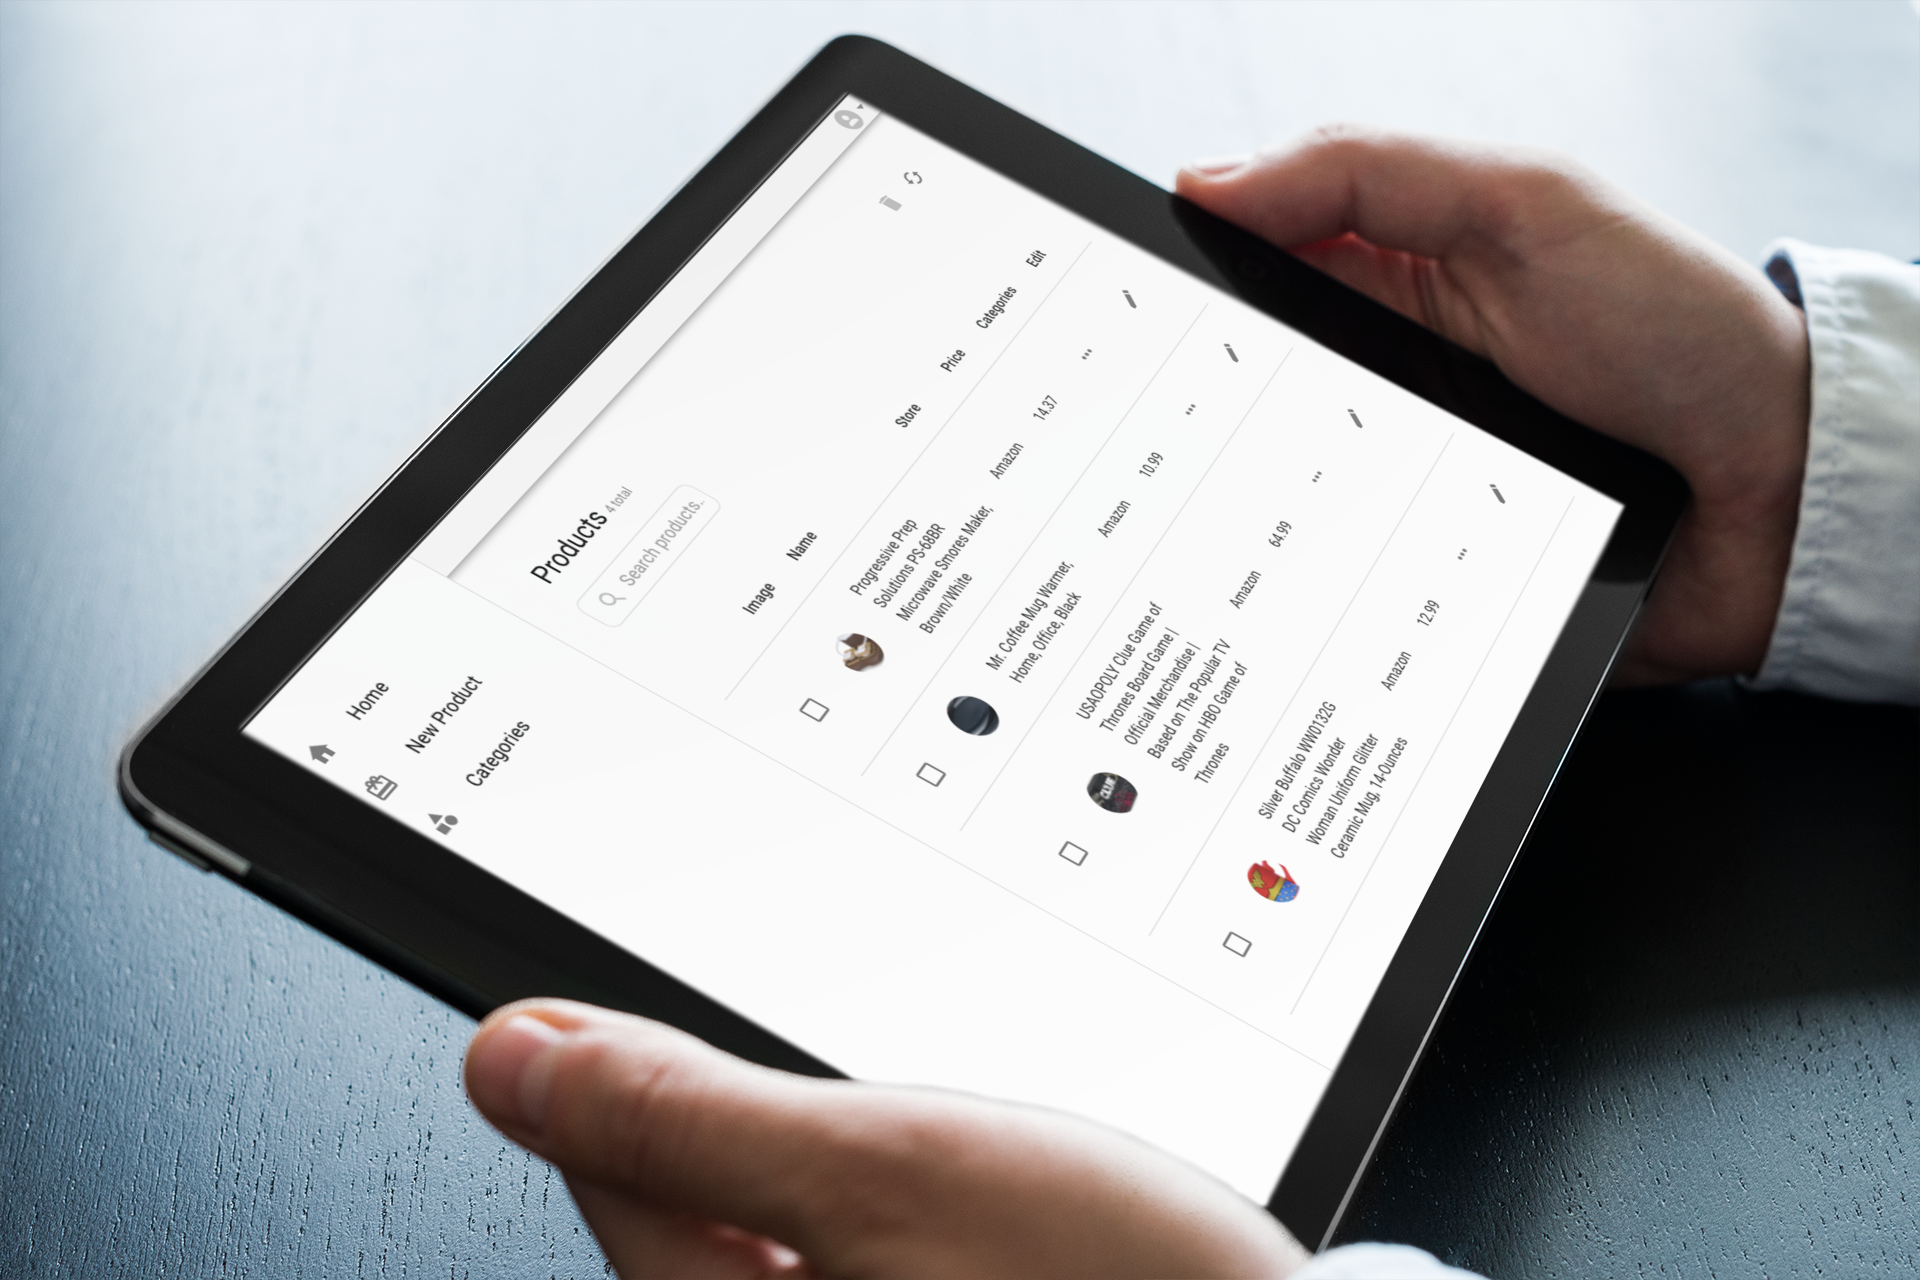 Home
New Product
Categories
Products 4 total
Search products..
Image Name Store Price Categories Edit
Progressive Prep
Solutions PS-68BR
Microwave Smores Maker,
Brown/White
Amazon 14.37 ...
Mr. Coffee Mug Warmer,
Home, Office, Black
Amazon 10.99 ...
USAOPOLY Clue Game of
Thrones Board Game |
Official Merchandise |
Based on The Popular TV
Show on HBO Game of
Thrones
Amazon 64.99 ...
Silver Buffalo WW0132G
DC Comics Wonder
Woman Uniform Glitter
Ceramic Mug, 14-Ounces
Amazon 12.99 ...